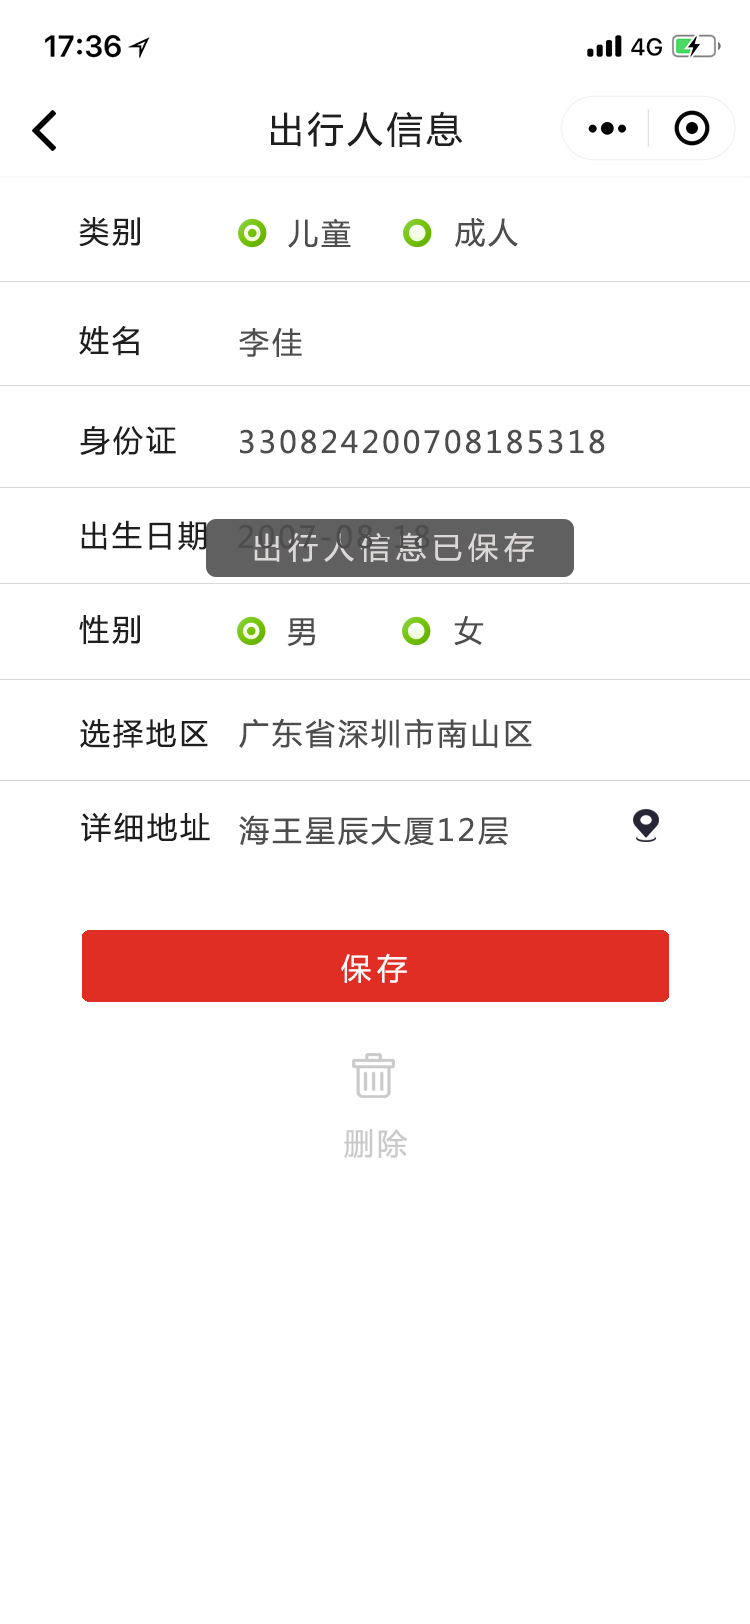 17:36
4G
出行人信息
类别 儿童 成人
姓名 李佳
身份证 330824200708185318
出生日期 2007-08-18
出行人信息已保存
性别 男 女
选择地区 广东省深圳市南山区
详细地址 海王星辰大厦12层
保存
删除